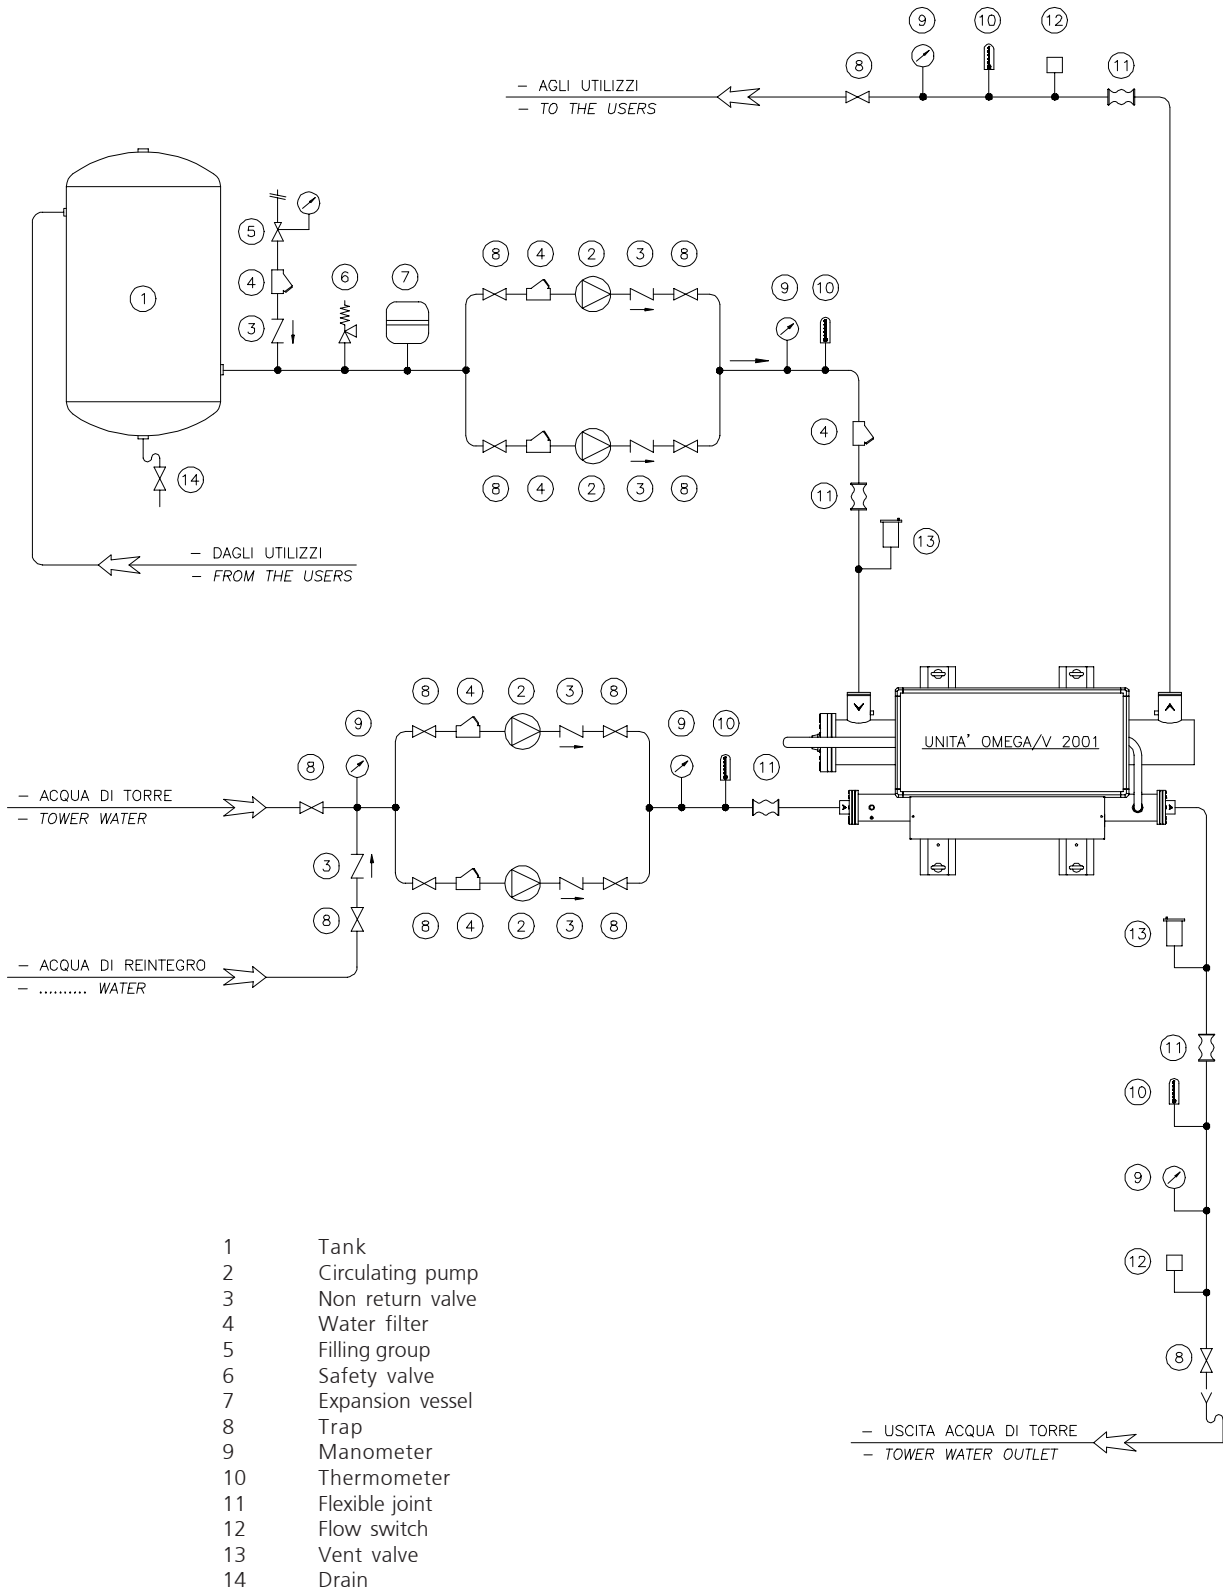 9 10 12
8 11
– AGLI UTILIZZI
– TO THE USERS
5
4 6 7 8 4 2 3 8
1 3 9 10
4
14 8 4 2 3 8 11
13
– DAGLI UTILIZZI
– FROM THE USERS
8 4 2 3 8
9 9 10
8 11
UNITA' OMEGA/V 2001
– ACQUA DI TORRE
– TOWER WATER
3
8 8 4 2 3 8
13
– ACQUA DI REINTEGRO
– .......... WATER
11
10
9
12
8
– USCITA ACQUA DI TORRE
– TOWER WATER OUTLET
1 Tank
2 Circulating pump
3 Non return valve
4 Water filter
5 Filling group
6 Safety valve
7 Expansion vessel
8 Trap
9 Manometer
10 Thermometer
11 Flexible joint
12 Flow switch
13 Vent valve
14 Drain